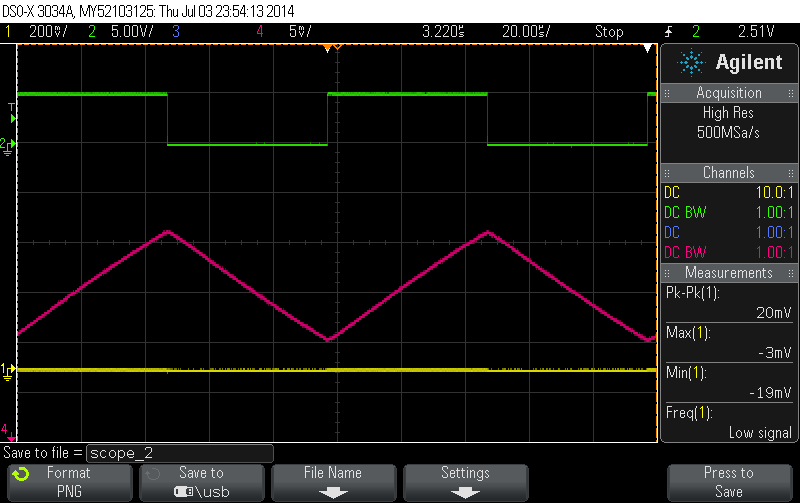 DSO-X 3034A, MY52103125: Thu Jul 03 23:54:13 2014
1 200mV/ 2 5.00V/ 3 4 5mV/ 3.220s 20.00s/ Stop 2 2.51V
Agilent
Acquisition
High Res
500MSa/s
Channels
DC 10.0:1
DC BW 1.00:1
DC 1.00:1
DC BW 1.00:1
Measurements
Pk-Pk(1):
20mV
Max(1):
-3mV
Min(1):
-19mV
Freq(1):
Low signal
T
2
1
4
Save to file = scope_2
Format
PNG
Save to
\usb
File Name
Settings
Press to
Save